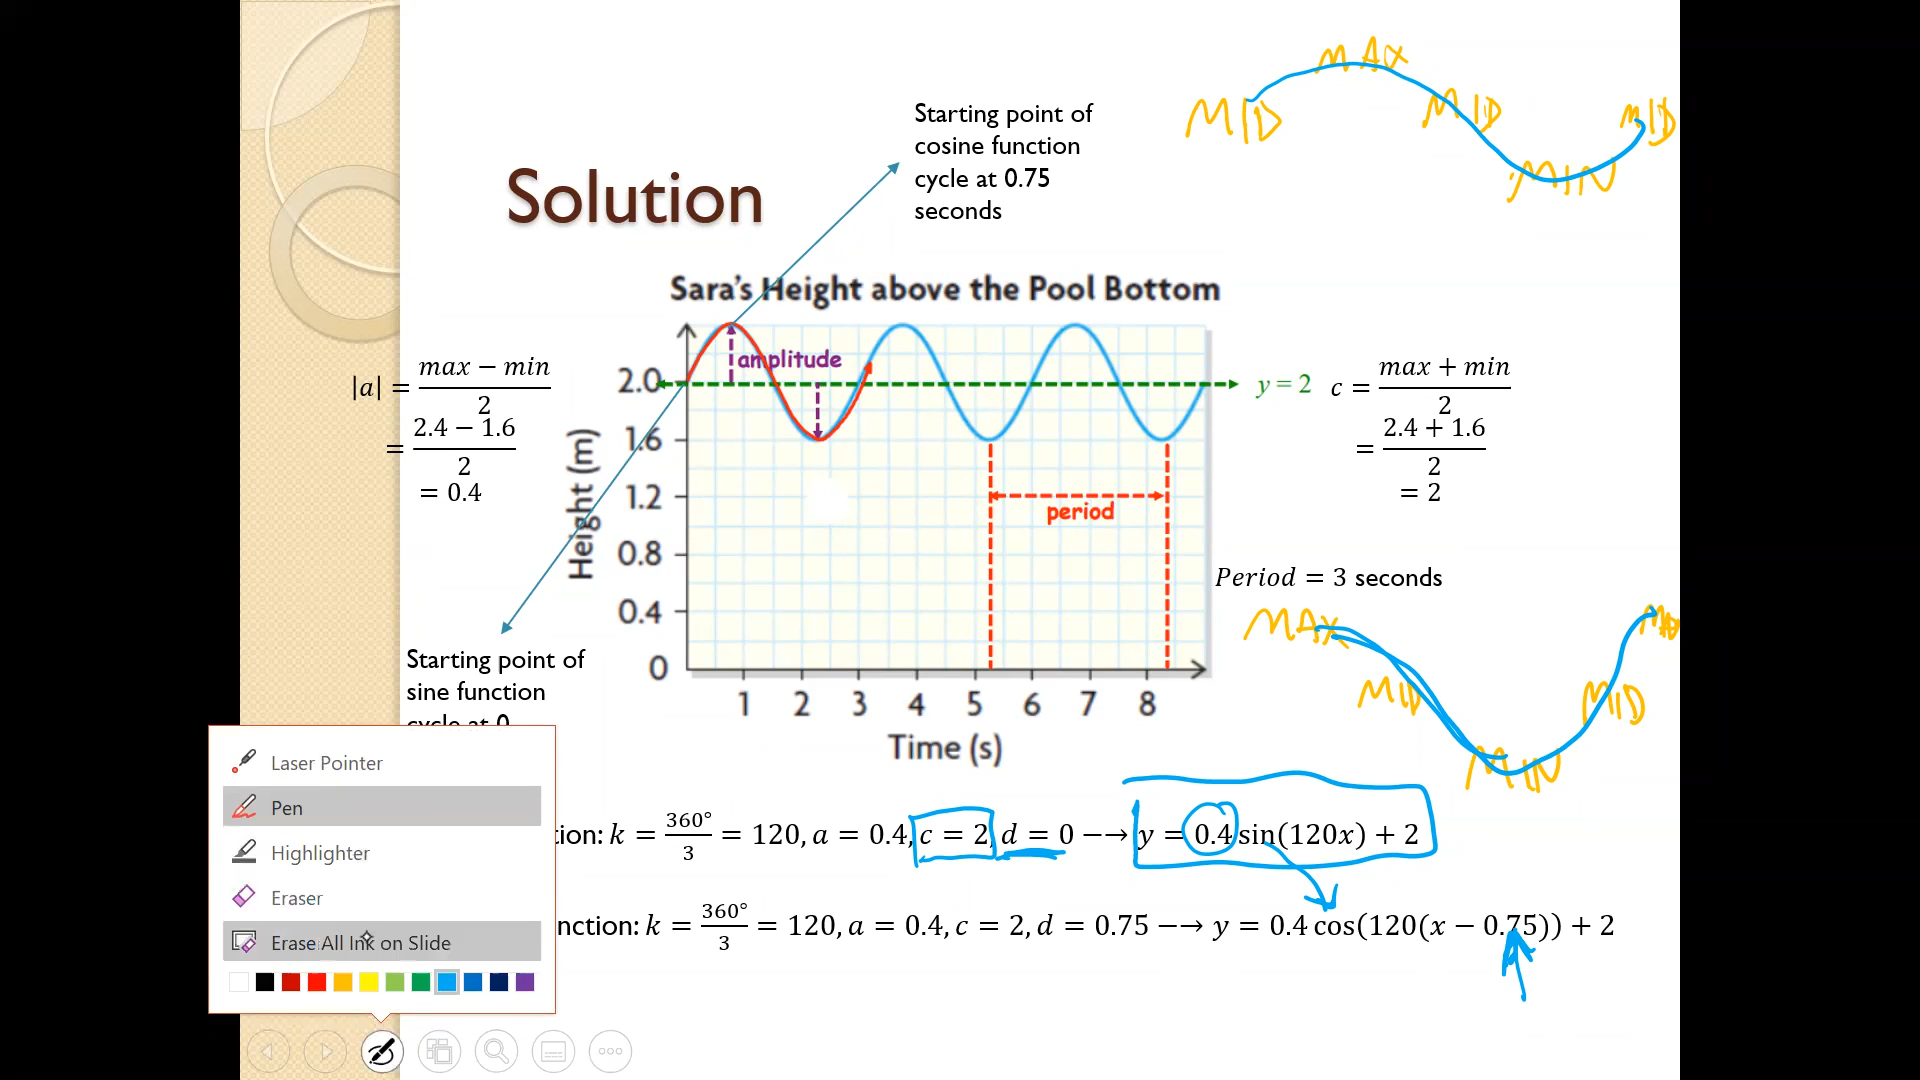 MID
MAX
MID
MIN
MID
Starting point of
cosine function
cycle at 0.75
seconds
Solution
Sara's Height above the Pool Bottom
|a| = max − min / 2
= 2.4 − 1.6 / 2
= 0.4
amplitude
y = 2
c = max + min / 2
= 2.4 + 1.6 / 2
= 2
Height (m)
2.0
1.6
1.2
0.8
0.4
0
period
1 2 3 4 5 6 7 8
Time (s)
Period = 3 seconds
MAX
MID
MIN
MID
Starting point of
sine function
cycle at 0
tion: k = 360°/3 = 120, a = 0.4, c = 2, d = 0 −→ y = 0.4 sin(120x) + 2
nction: k = 360°/3 = 120, a = 0.4, c = 2, d = 0.75 −→ y = 0.4 cos(120(x − 0.75)) + 2
Laser Pointer
Pen
Highlighter
Eraser
Erase All Ink on Slide